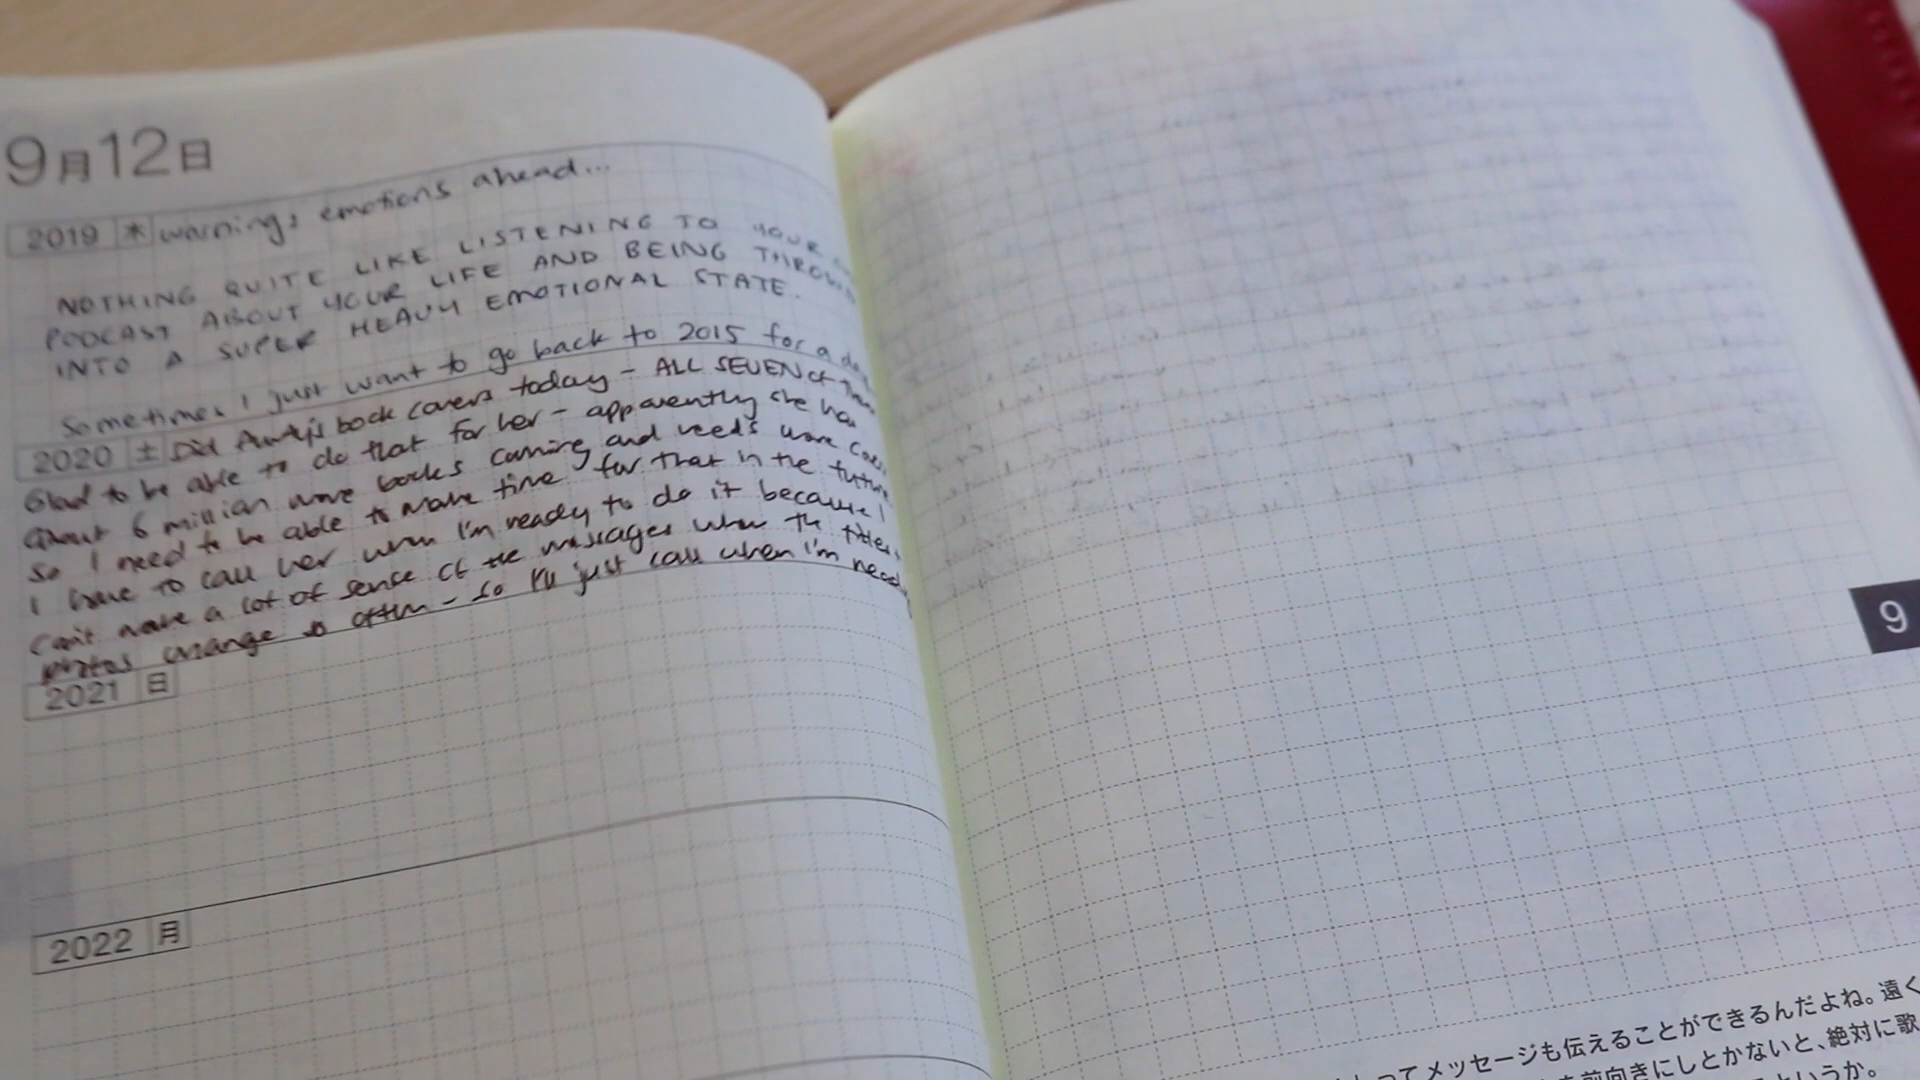 9月12日
2019 木 warning: emotions ahead...
NOTHING QUITE LIKE LISTENING TO YOUR
PODCAST ABOUT YOUR LIFE AND BEING THROWN
INTO A SUPER HEAVY EMOTIONAL STATE.
Sometimes I just want to go back to 2015 for a day
2020 土 Did Aunty's book covers today - ALL SEVEN OF Them
Glad to be able to do that for her - apparently she has
about 6 million more books coming and needs more
so I need to be able to make time for that in the future
I have to call her when I'm ready to do it because I
can't make a lot of sense of the messages when the titles
photos change so often - so I'll just call when I'm ready
2021 日
2022 月
9
ってメッセージも伝えることができるんだよね。遠く
前向きにしとかないと、絶対に歌
というか。